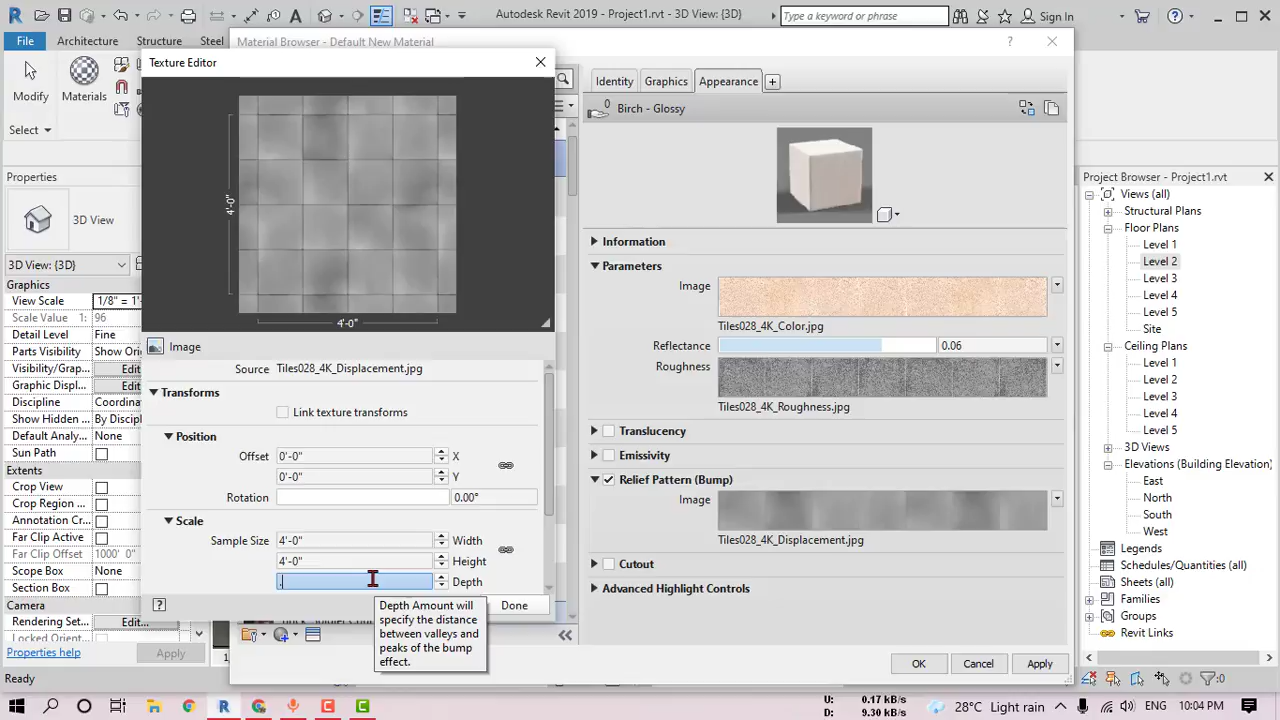 Autodesk Revit 2019 - Project1.rvt - 3D View: {3D}
Type a keyword or phrase
Sign In
File
Architecture
Structure
Steel
Modify
Materials
Select
Properties
3D View
3D View: {3D}
Graphics
View Scale 1/8" = 1'-
Scale Value 1: 96
Detail Level Fine
Parts Visibility Show Ori
Visibility/Grap... Edit
Graphic Displ... Edit
Discipline Coordina
Show Hidden ... By Discipl
Default Analy... None
Sun Path
Extents
Crop View
Crop Region ...
Annotation Cr...
Far Clip Active
Far Clip Offset 1000' 0"
Scope Box None
Section Box
Camera
Rendering Set... Edit...
Locked Orient...
Properties help
Apply
Ready
Texture Editor
4'-0"
4'-0"
Image
Source Tiles028_4K_Displacement.jpg
Transforms
Link texture transforms
Position
Offset 0'-0" X
0'-0" Y
Rotation 0.00°
Scale
Sample Size 4'-0" Width
4'-0" Height
. Depth
? Done
Depth Amount will
specify the distance
between valleys and
peaks of the bump
effect.
Material Browser - Default New Material
?
Identity
Graphics
Appearance
0
Birch - Glossy
Information
Parameters
Image
Tiles028_4K_Color.jpg
Reflectance 0.06
Roughness
Tiles028_4K_Roughness.jpg
Translucency
Emissivity
Relief Pattern (Bump)
Image
Tiles028_4K_Displacement.jpg
Cutout
Advanced Highlight Controls
OK
Cancel
Apply
Project Browser - Project1.rvt
Views (all)
Structural Plans
Floor Plans
Level 1
Level 2
Level 3
Level 4
Level 5
Site
Ceiling Plans
Level 1
Level 2
Level 3
Level 4
Level 5
3D Views
Elevations (Building Elevation)
East
North
South
West
Legends
Schedules/Quantities
Sheets (all)
Families
Groups
Revit Links
:0
U: 0.17 kB/s
D: 9.30 kB/s
28°C Light rain
10:04 PM